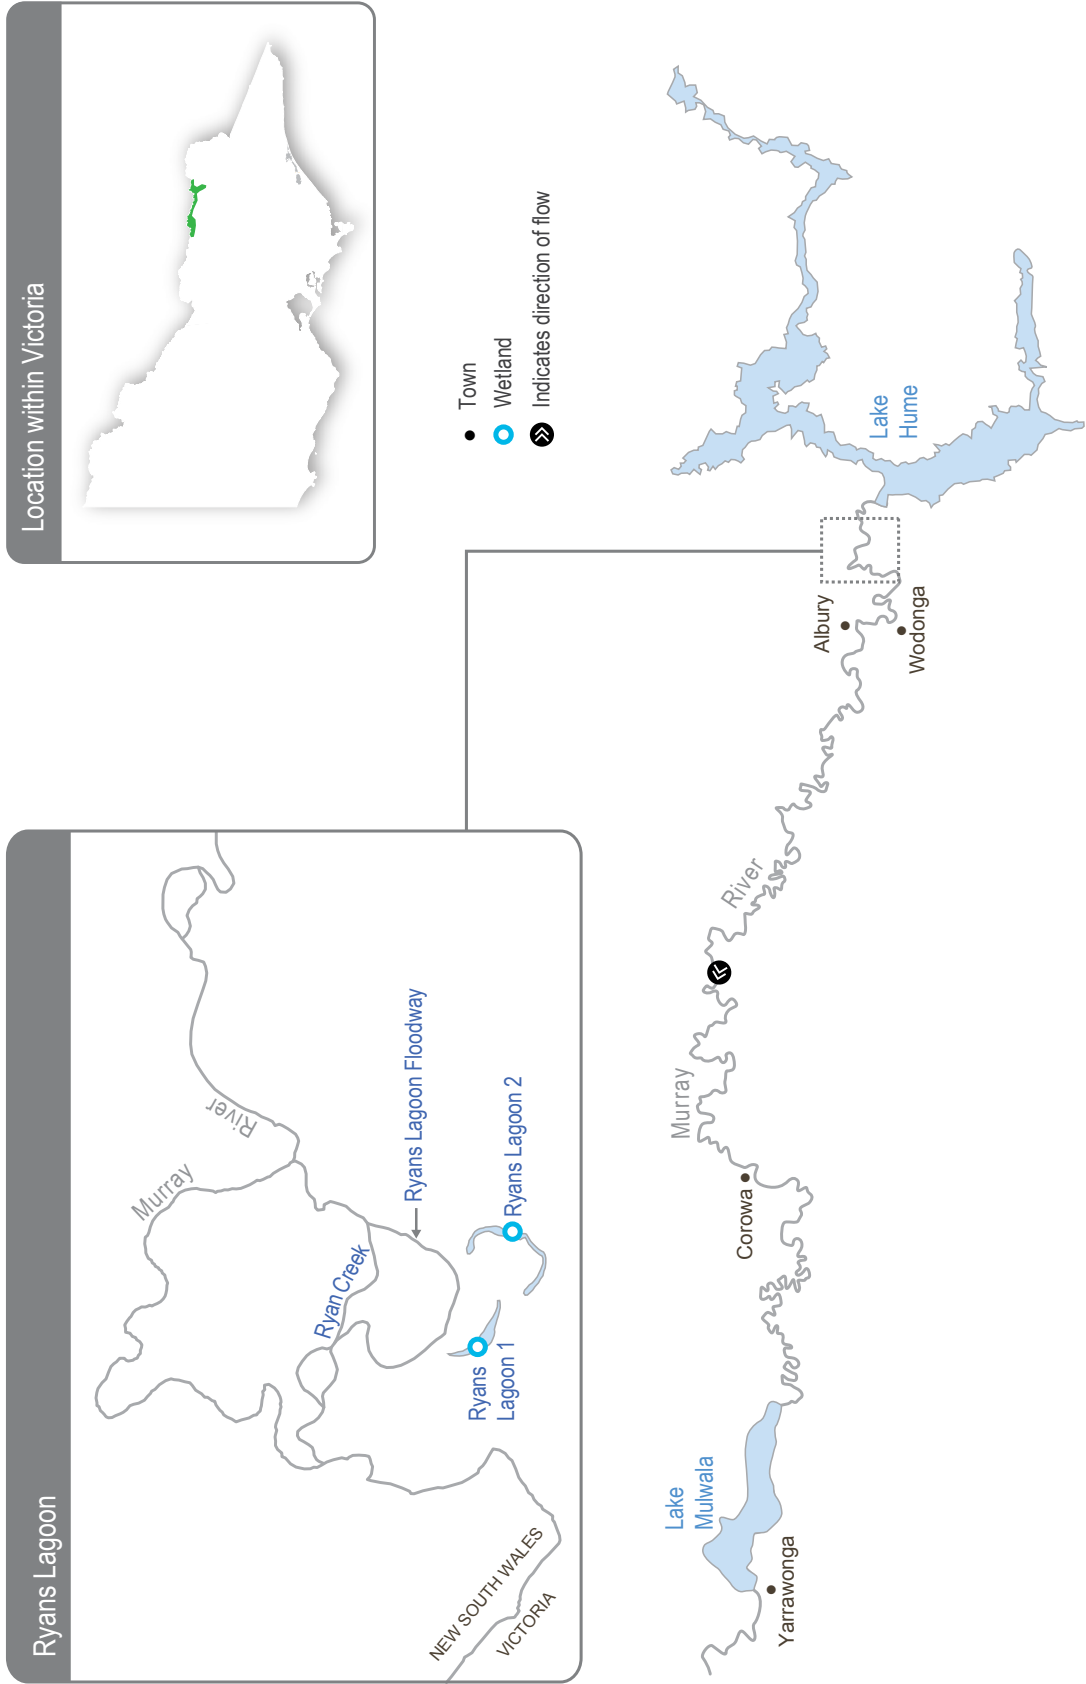 Ryans Lagoon
Murray
River
Ryan Creek
Ryans Lagoon Floodway
Ryans
Lagoon 1
Ryans Lagoon 2
NEW SOUTH WALES
VICTORIA
Location within Victoria
Town
Wetland
Indicates direction of flow
Lake
Mulwala
Yarrawonga
Corowa
Murray
River
Albury
Wodonga
Lake
Hume